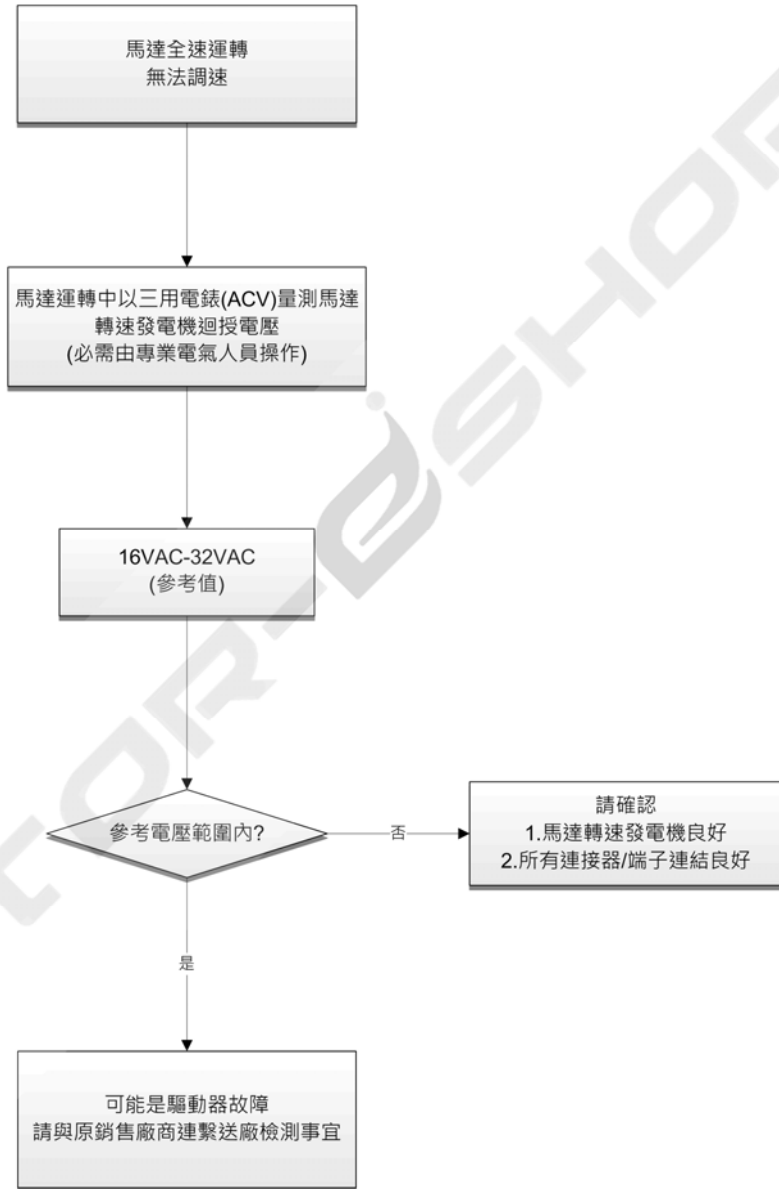 馬達全速運轉
無法調速
馬達運轉中以三用電錶(ACV)量測馬達
轉速發電機迴授電壓
(必需由專業電氣人員操作)
16VAC-32VAC
(參考值)
參考電壓範圍內?
否
請確認
1.馬達轉速發電機良好
2.所有連接器/端子連結良好
是
可能是驅動器故障
請與原銷售廠商連繫送廠檢測事宜
TOR-eSHOP